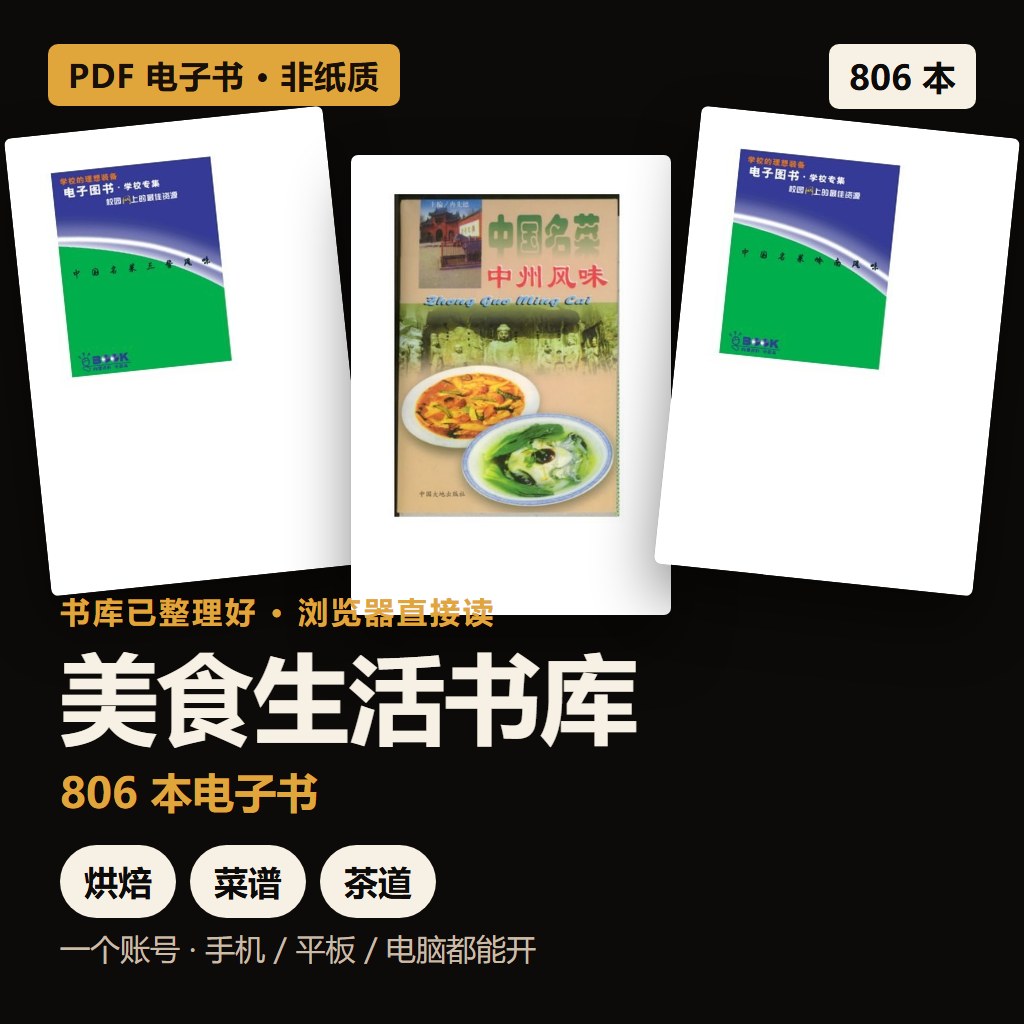 PDF 电子书 · 非纸质
806 本
学校的理想装备
电子图书 · 学校专集
校园网上的最佳资源
中国名菜三晋风味
BOOK
中国名菜
中州风味
Zhong Guo Ming Cai
中国大地出版社
学校的理想装备
电子图书 · 学校专集
校园网上的最佳资源
中国名菜岭南风味
BOOK
书库已整理好 · 浏览器直接读
美食生活书库
806 本电子书
烘焙
菜谱
茶道
一个账号 · 手机 / 平板 / 电脑都能开